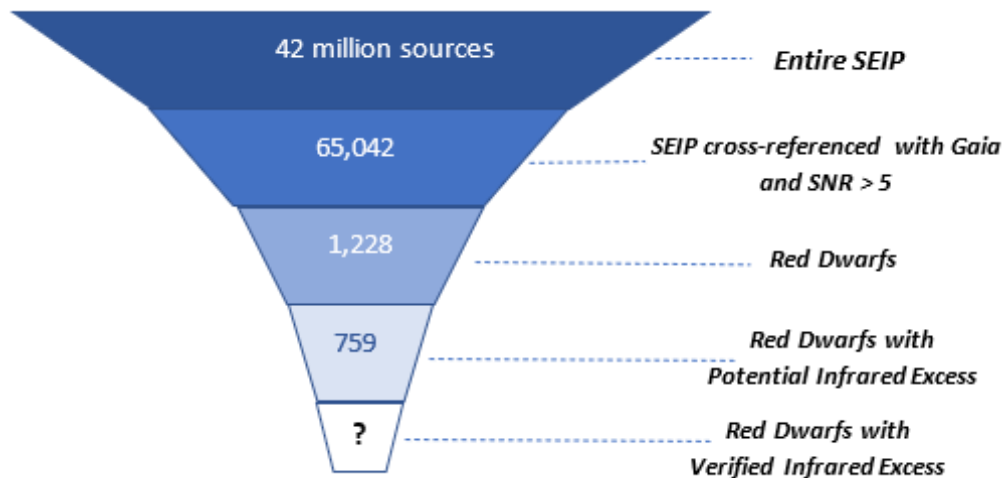 42 million sources
Entire SEIP
65,042
SEIP cross-referenced with Gaia
and SNR > 5
1,228
Red Dwarfs
759
Red Dwarfs with
Potential Infrared Excess
?
Red Dwarfs with
Verified Infrared Excess